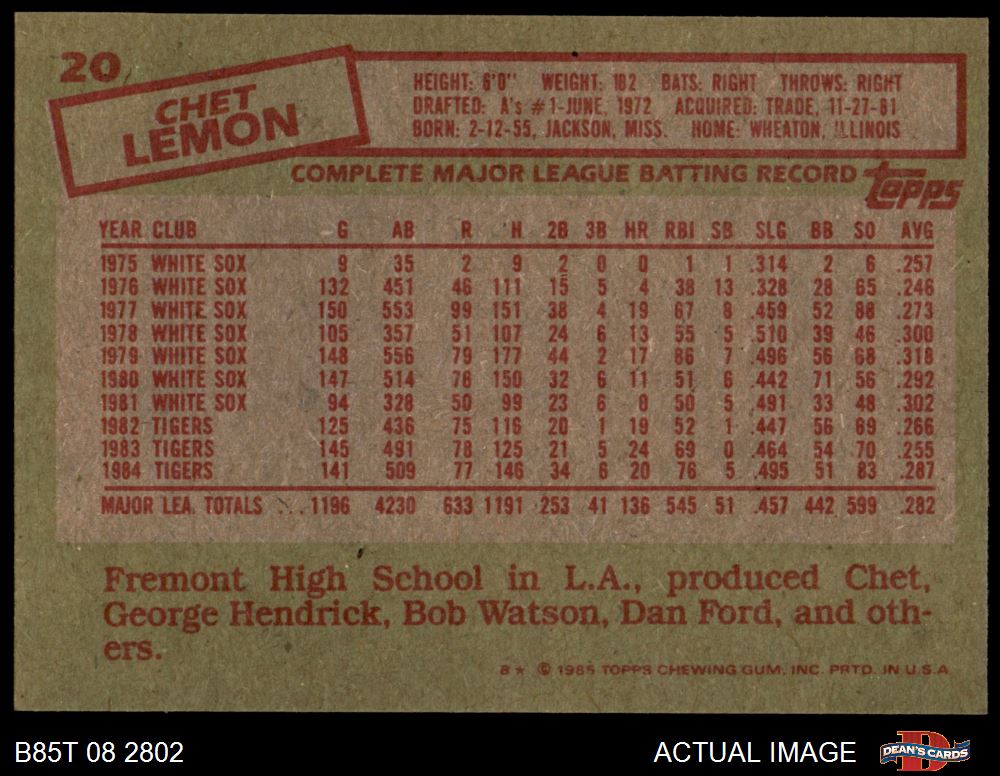 20
CHET
LEMON
HEIGHT: 6'0" WEIGHT: 182 BATS: RIGHT THROWS: RIGHT
DRAFTED: A's #1-JUNE, 1972 ACQUIRED: TRADE, 11-27-81
BORN: 2-12-55, JACKSON, MISS. HOME: WHEATON, ILLINOIS
COMPLETE MAJOR LEAGUE BATTING RECORD topps
YEAR CLUB G AB R H 2B 3B HR RBI SB SLG BB SO AVG
1975 WHITE SOX 9 35 2 9 2 0 0 1 1 .314 2 6 .257
1976 WHITE SOX 132 451 46 111 15 5 4 38 13 .328 28 65 .246
1977 WHITE SOX 150 553 99 151 38 4 19 67 8 .459 52 88 .273
1978 WHITE SOX 105 357 51 107 24 6 13 55 5 .510 39 46 .300
1979 WHITE SOX 148 556 79 177 44 2 17 86 7 .496 56 68 .318
1980 WHITE SOX 147 514 76 150 32 6 11 51 6 .442 71 56 .292
1981 WHITE SOX 94 328 50 99 23 6 9 50 5 .491 33 48 .302
1982 TIGERS 125 436 75 116 20 1 19 52 1 .447 56 69 .266
1983 TIGERS 145 491 78 125 21 5 24 69 0 .464 54 70 .255
1984 TIGERS 141 509 77 146 34 6 20 76 5 .495 51 83 .287
MAJOR LEA. TOTALS ... 1196 4230 633 1191 253 41 136 545 51 .457 442 599 .282
Fremont High School in L.A., produced Chet,
George Hendrick, Bob Watson, Dan Ford, and oth-
ers.
B★ © 1985 TOPPS CHEWING GUM, INC. PRTD. IN U.S.A.
B85T 08 2802 ACTUAL IMAGE DEAN'S CARDS